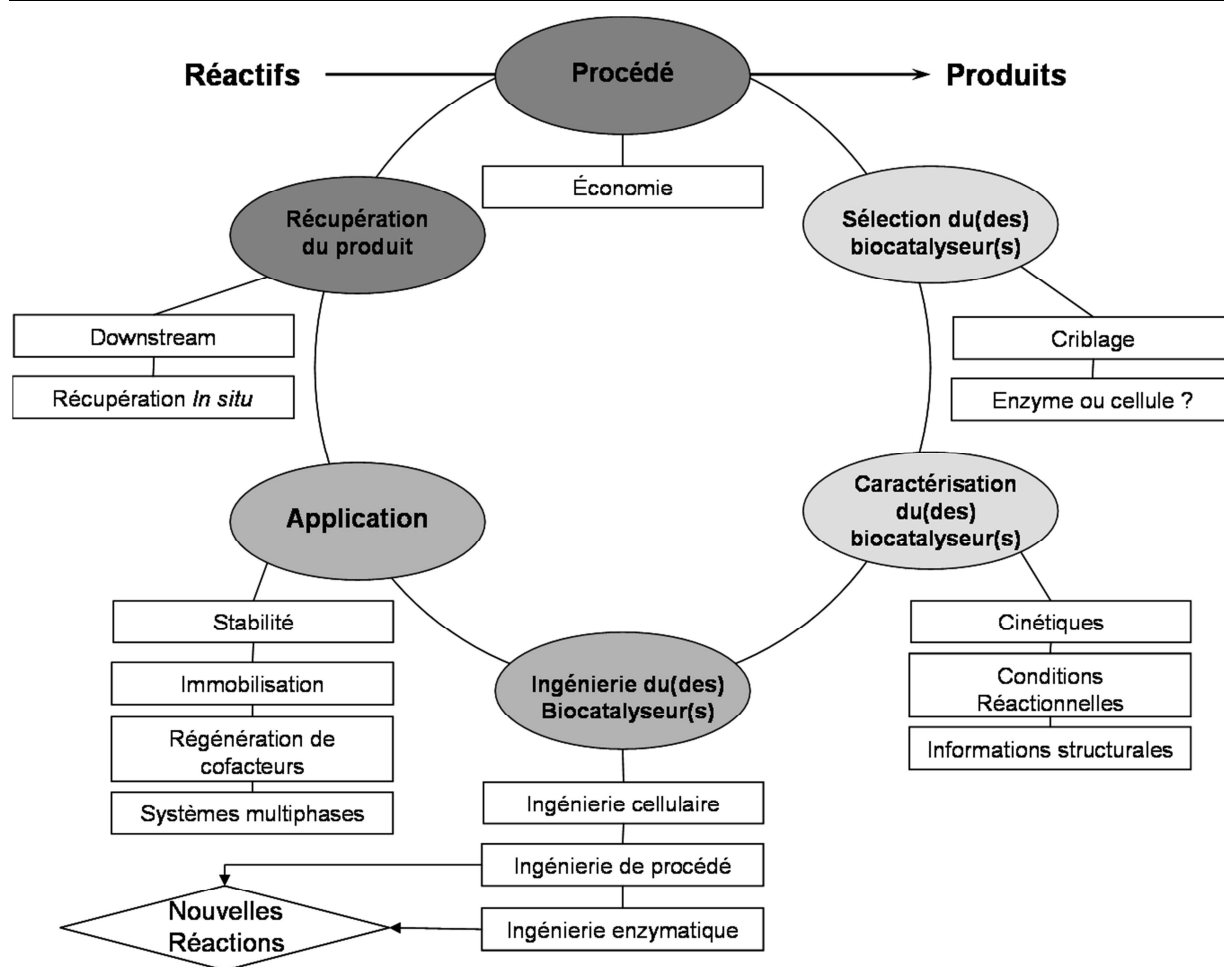 Réactifs
Procédé
Produits
Économie
Récupération
du produit
Sélection du(des)
biocatalyseur(s)
Downstream
Récupération In situ
Criblage
Enzyme ou cellule ?
Application
Caractérisation
du(des)
biocatalyseur(s)
Stabilité
Immobilisation
Régénération de
cofacteurs
Systèmes multiphases
Ingénierie du(des)
Biocatalyseur(s)
Cinétiques
Conditions
Réactionnelles
Informations structurales
Ingénierie cellulaire
Ingénierie de procédé
Ingénierie enzymatique
Nouvelles
Réactions